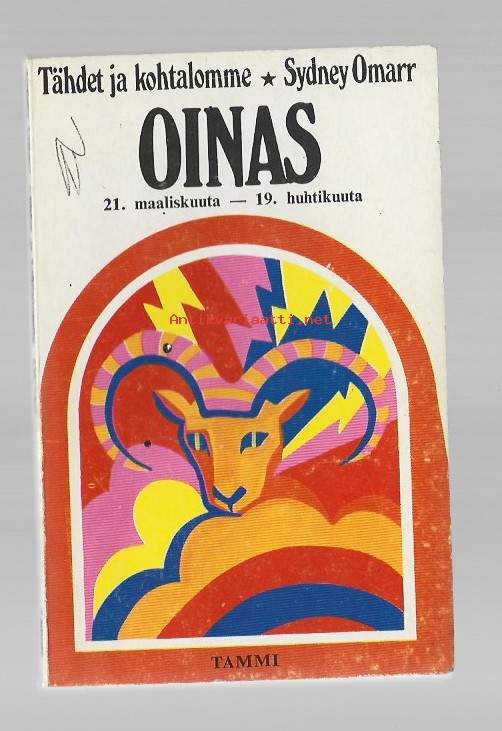 Tähdet ja kohtalomme ★ Sydney Omarr
OINAS
21. maaliskuuta — 19. huhtikuuta
Antikvariaatti.net
TAMMI